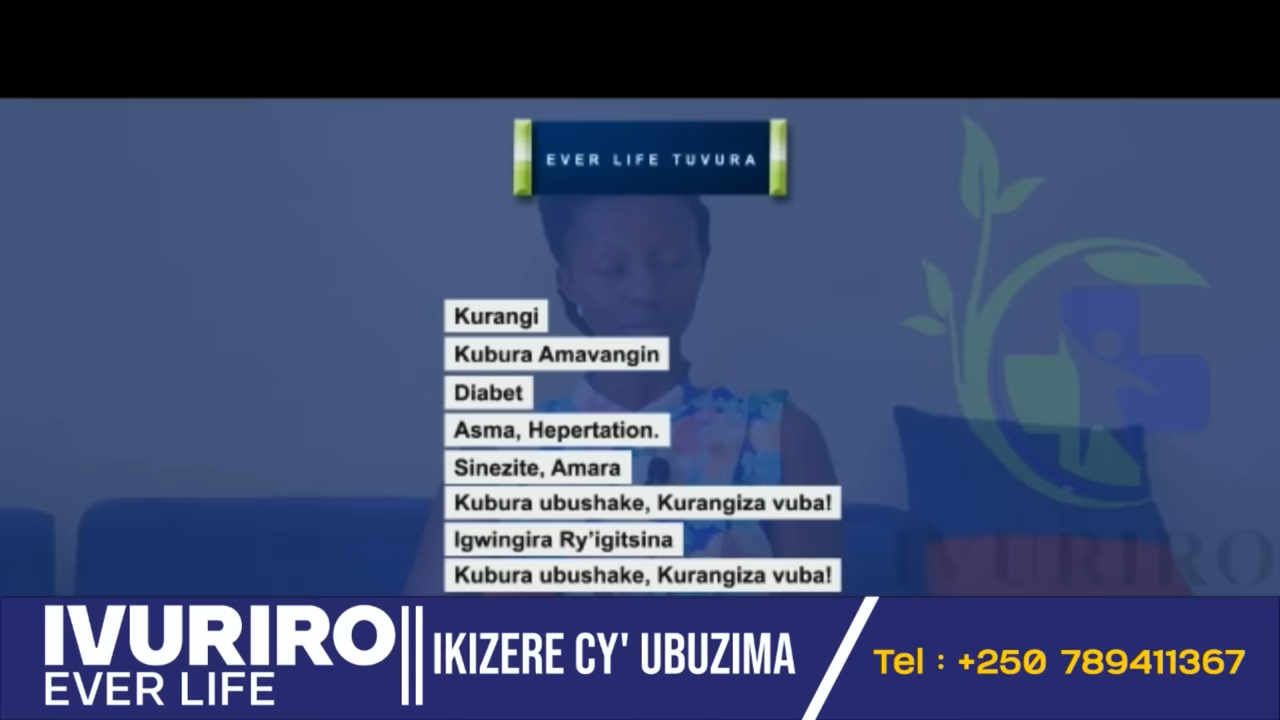 EVER LIFE TUVURA
Kurangi
Kubura Amavangin
Diabet
Asma, Hepertation.
Sinezite, Amara
Kubura ubushake, Kurangiza vuba!
Igwingira Ry'igitsina
Kubura ubushake, Kurangiza vuba!
IVURIRO
IVURIRO
EVER LIFE
IKIZERE CY' UBUZIMA
Tel : +250 789411367